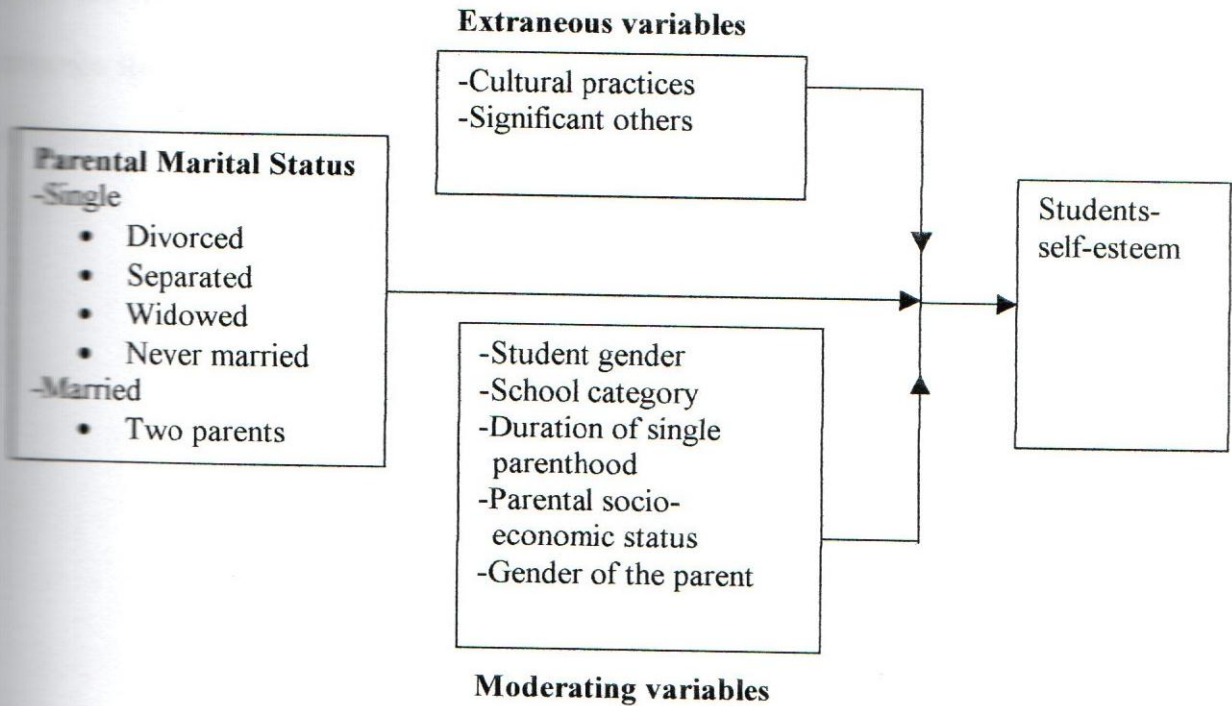 Extraneous variables
-Cultural practices
-Significant others
Parental Marital Status
-Single
• Divorced
• Separated
• Widowed
• Never married
-Married
• Two parents
Students-
self-esteem
-Student gender
-School category
-Duration of single
parenthood
-Parental socio-
economic status
-Gender of the parent
Moderating variables